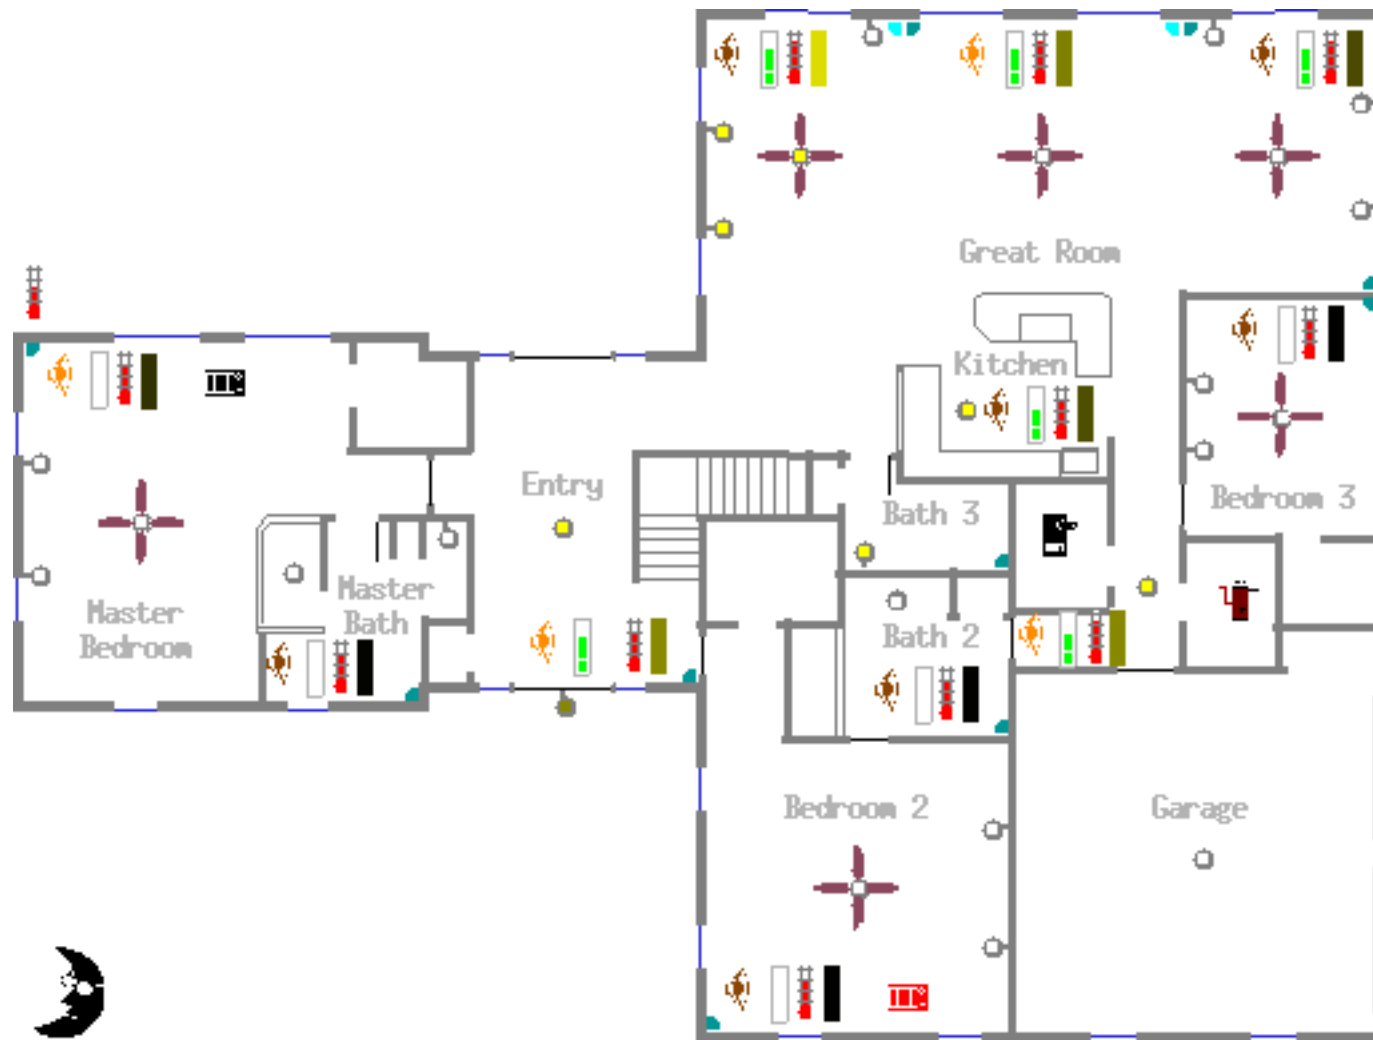 Great Room
Kitchen
Entry
Bath 3
Bedroom 3
Master
Bedroom
Master
Bath
Bath 2
Bedroom 2
Garage